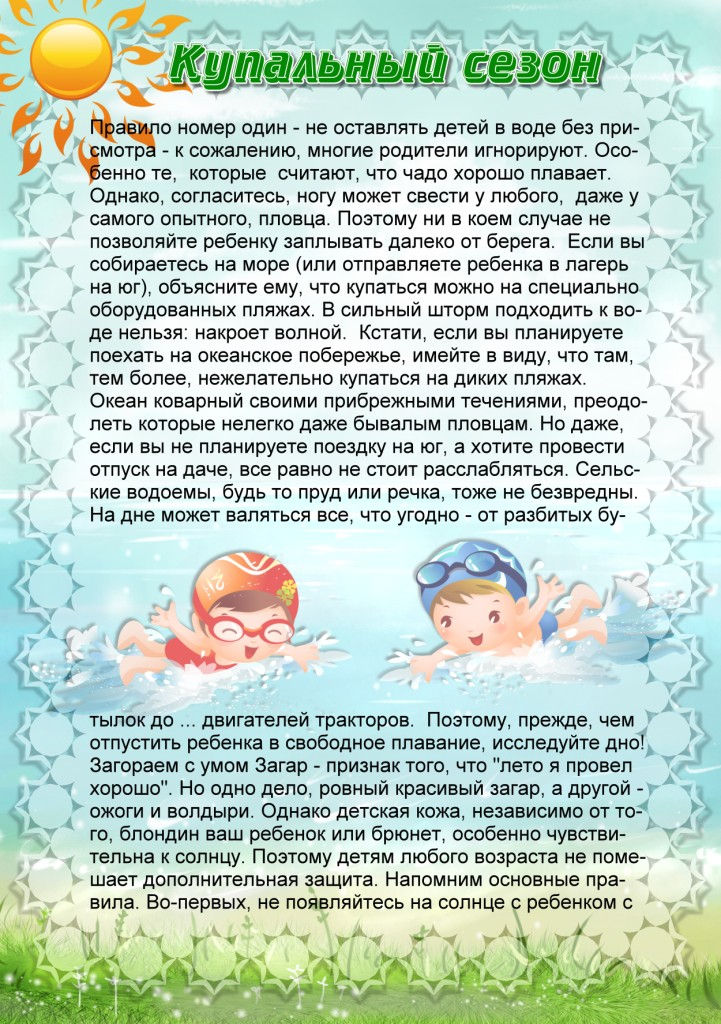 Купальный сезон
Правило номер один - не оставлять детей в воде без при-
смотра - к сожалению, многие родители игнорируют. Осо-
бенно те,  которые  считают, что чадо хорошо плавает.
Однако, согласитесь, ногу может свести у любого,  даже у
самого опытного, пловца. Поэтому ни в коем случае не
позволяйте ребенку заплывать далеко от берега.  Если вы
собираетесь на море (или отправляете ребенка в лагерь
на юг), объясните ему, что купаться можно на специально
оборудованных пляжах. В сильный шторм подходить к во-
де нельзя: накроет волной.  Кстати, если вы планируете
поехать на океанское побережье, имейте в виду, что там,
тем более, нежелательно купаться на диких пляжах.
Океан коварный своими прибрежными течениями, преодо-
леть которые нелегко даже бывалым пловцам. Но даже,
если вы не планируете поездку на юг, а хотите провести
отпуск на даче, все равно не стоит расслабляться. Сельс-
кие водоемы, будь то пруд или речка, тоже не безвредны.
На дне может валяться все, что угодно - от разбитых бу-
тылок до ... двигателей тракторов.  Поэтому, прежде, чем
отпустить ребенка в свободное плавание, исследуйте дно!
Загораем с умом Загар - признак того, что "лето я провел
хорошо". Но одно дело, ровный красивый загар, а другой -
ожоги и волдыри. Однако детская кожа, независимо от то-
го, блондин ваш ребенок или брюнет, особенно чувстви-
тельна к солнцу. Поэтому детям любого возраста не поме-
шает дополнительная защита. Напомним основные пра-
вила. Во-первых, не появляйтесь на солнце с ребенком с